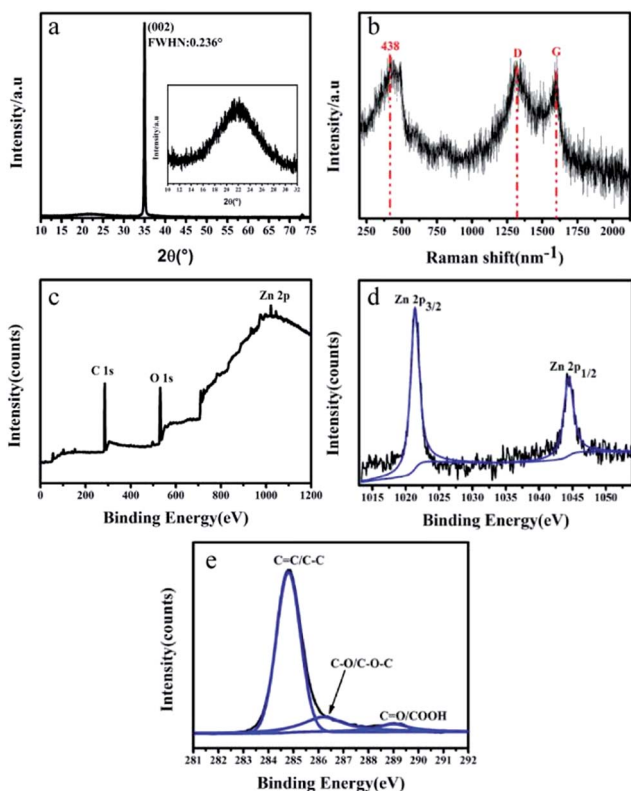 a
(002)
FWHN:0.236°
Intensity/a.u
Intensity/a.u
10 12 14 16 18 20 22 24 26 28 30 32
2θ(°)
10 15 20 25 30 35 40 45 50 55 60 65 70 75
2θ(°)
b
438
D
G
Intensity/a.u
250 500 750 1000 1250 1500 1750 2000
Raman shift(nm-1)
c
Zn 2p
C 1s
O 1s
Intensity(counts)
0 200 400 600 800 1000 1200
Binding Energy(eV)
d
Zn 2p3/2
Zn 2p1/2
Intensity(counts)
1015 1020 1025 1030 1035 1040 1045 1050
Binding Energy(eV)
e
C=C/C-C
C-O/C-O-C
C=O/COOH
Intensity(counts)
281 282 283 284 285 286 287 288 289 290 291 292
Binding Energy(eV)